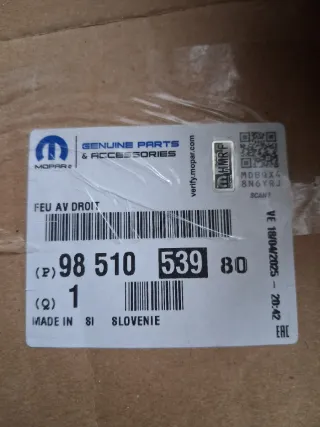 MOPAR®
GENUINE PARTS
& ACCESSORIES
verify.mopar.com
SCAN↑
FEU AV DROIT
(P) 98 510 539 80
(Q) 1
MADE IN SI SLOVENIE
VE 18/04/2025 - 20:42
EAC